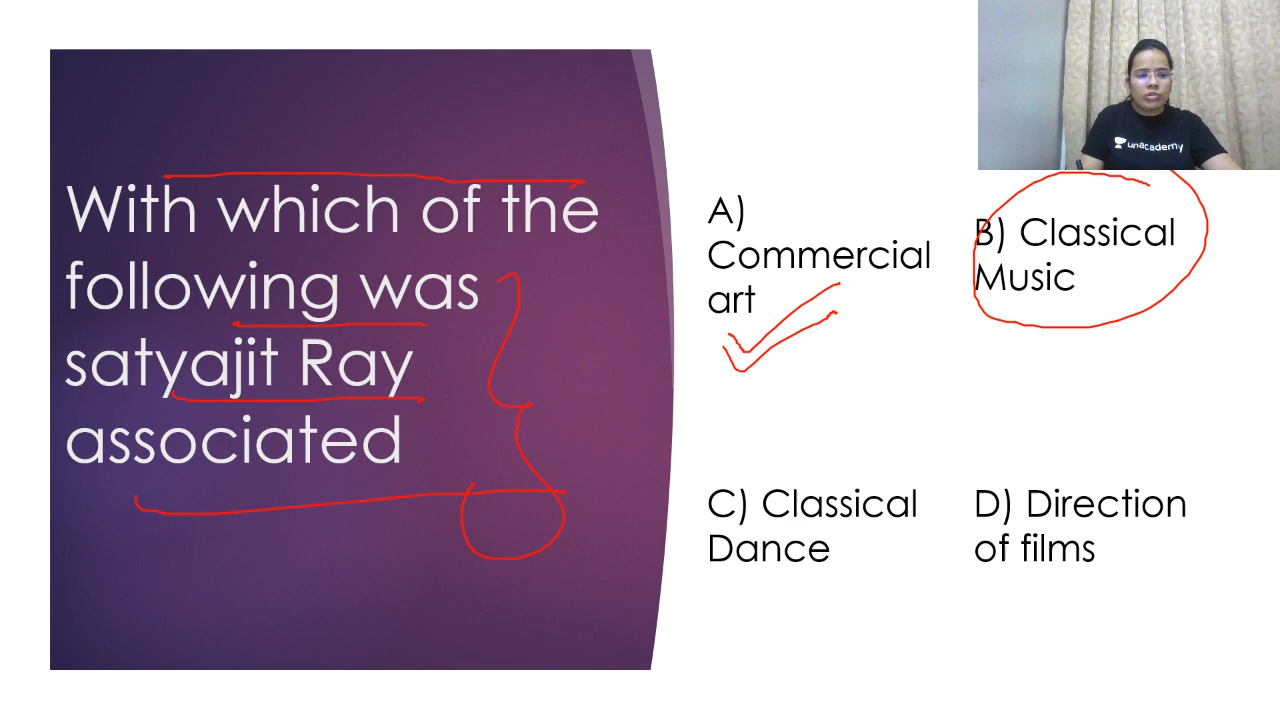 With which of the
following was
satyajit Ray
associated
A)
Commercial
art
B) Classical
Music
C) Classical
Dance
D) Direction
of films
unacademy